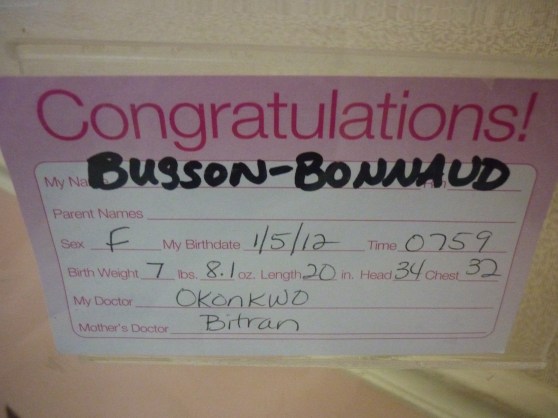 Congratulations!
My Na BUSSON-BONNAUD
Parent Names
Sex F My Birthdate 1/5/12 Time 0759
Birth Weight 7 lbs. 8.1 oz. Length 20 in. Head 34 Chest 32
My Doctor OKONKWO
Mother's Doctor Bitran